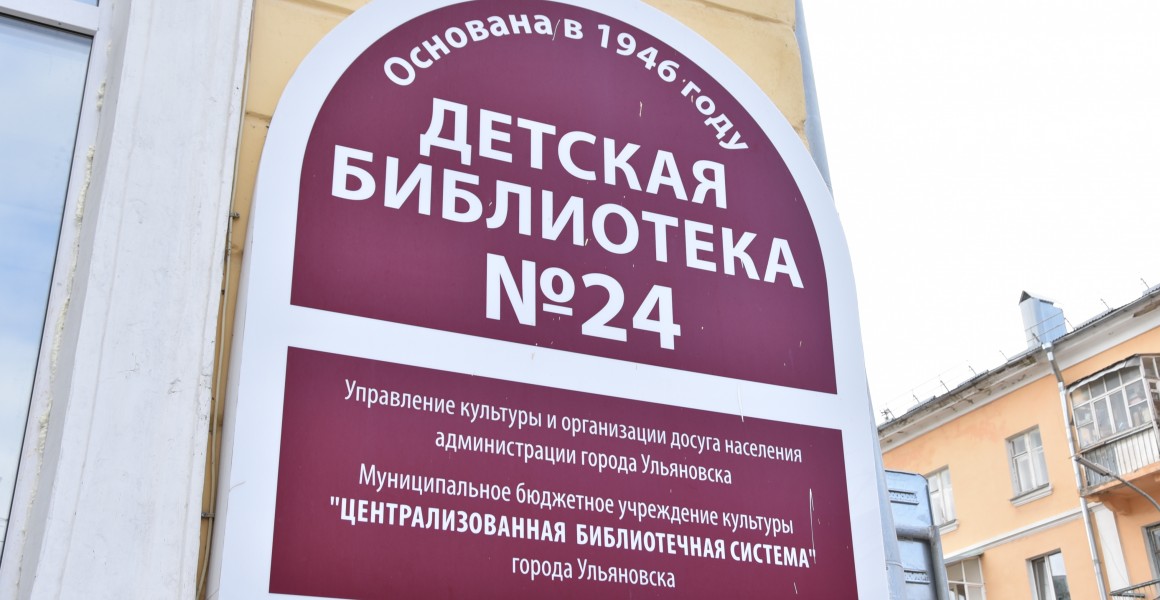 Основана в 1946 году
ДЕТСКАЯ
БИБЛИОТЕКА
№24
Управление культуры и организации досуга населения
администрации города Ульяновска
Муниципальное бюджетное учреждение культуры
"ЦЕНТРАЛИЗОВАННАЯ БИБЛИОТЕЧНАЯ СИСТЕМА"
города Ульяновска